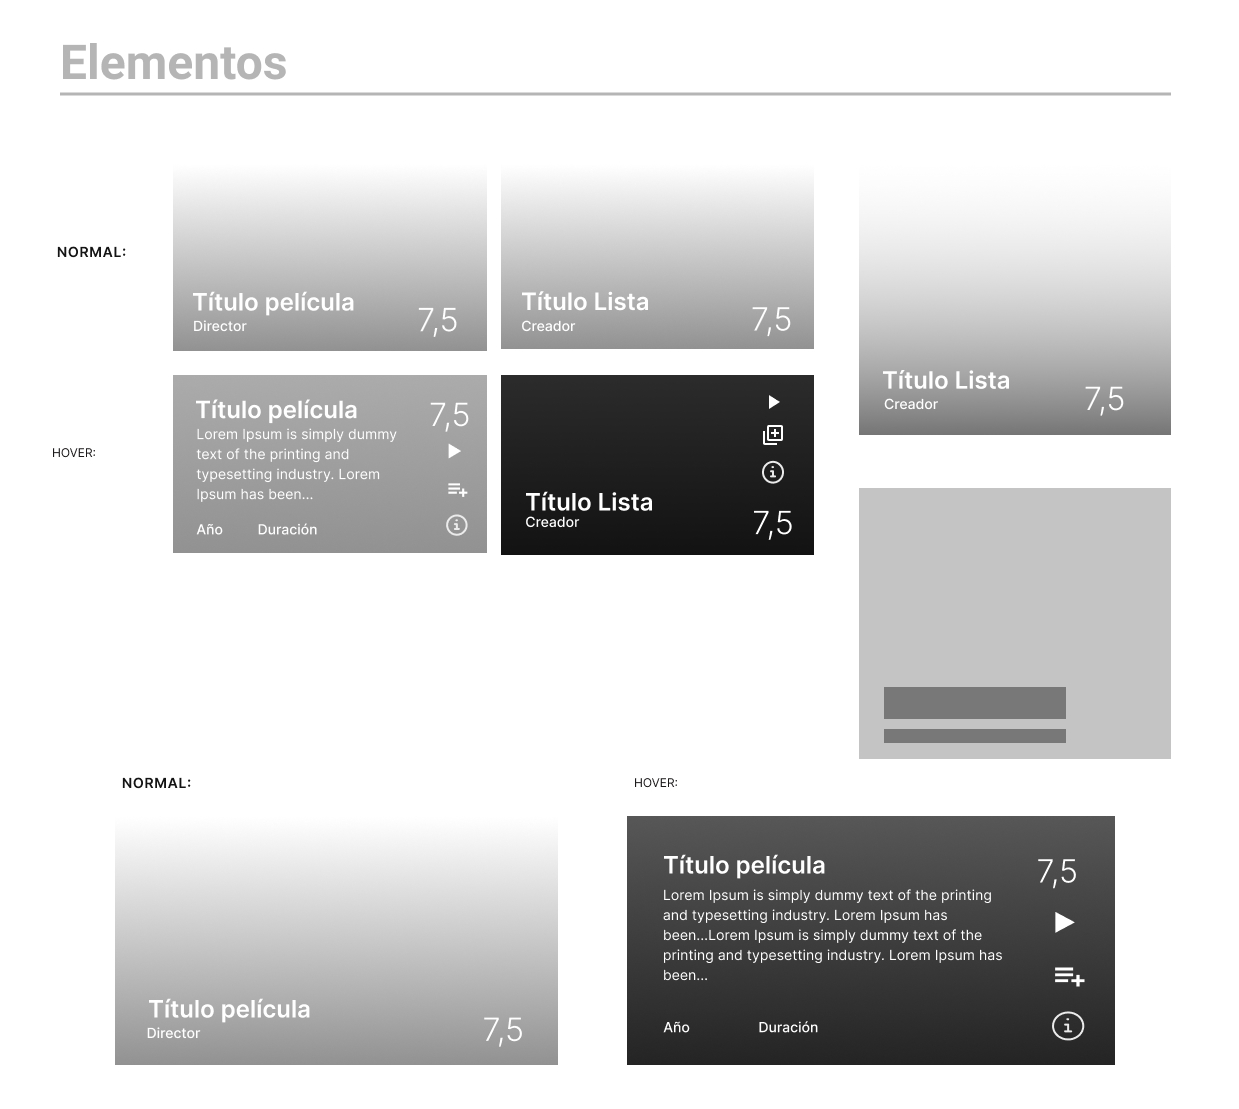 Elementos
NORMAL:
Título película
Director
7,5
Título Lista
Creador
7,5
Título Lista
Creador
7,5
HOVER:
Título película
7,5
Lorem Ipsum is simply dummy
text of the printing and
typesetting industry. Lorem
Ipsum has been...
Año
Duración
Título Lista
Creador
7,5
NORMAL:
Título película
Director
7,5
HOVER:
Título película
7,5
Lorem Ipsum is simply dummy text of the printing
and typesetting industry. Lorem Ipsum has
been...Lorem Ipsum is simply dummy text of the
printing and typesetting industry. Lorem Ipsum has
been...
Año
Duración